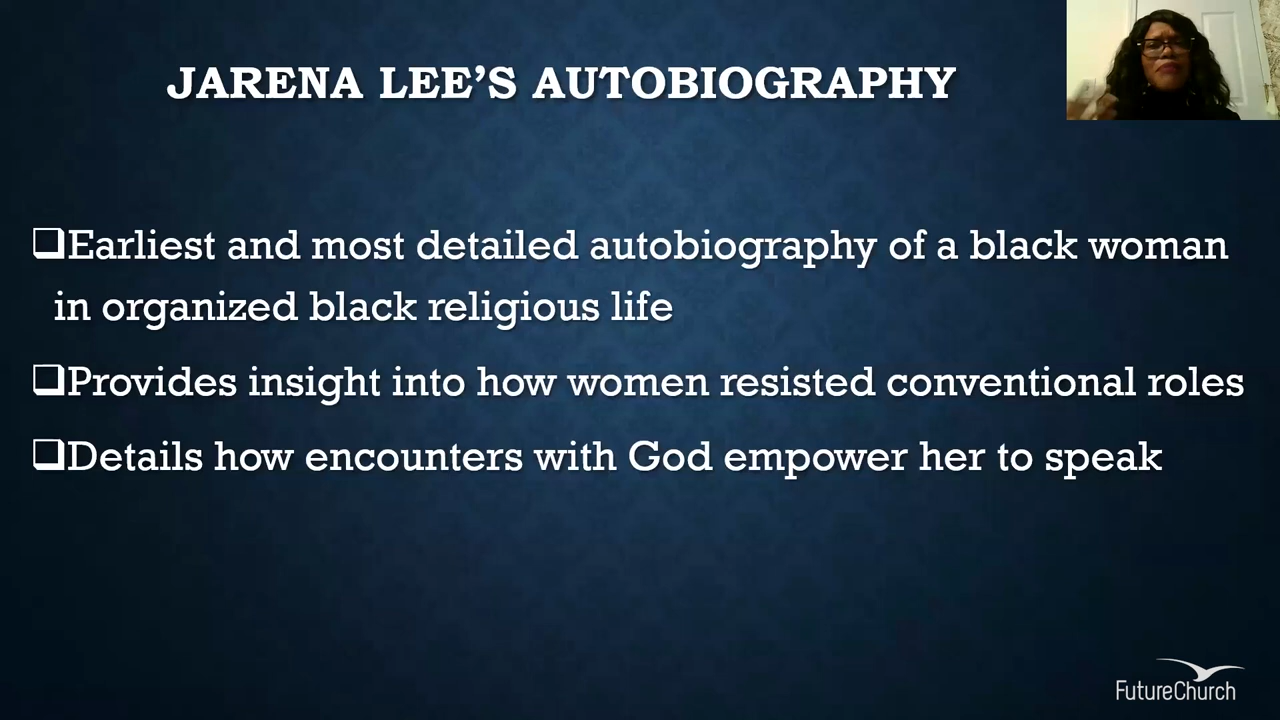 JARENA LEE’S AUTOBIOGRAPHY
❑Earliest and most detailed autobiography of a black woman
in organized black religious life
❑Provides insight into how women resisted conventional roles
❑Details how encounters with God empower her to speak
FutureChurch